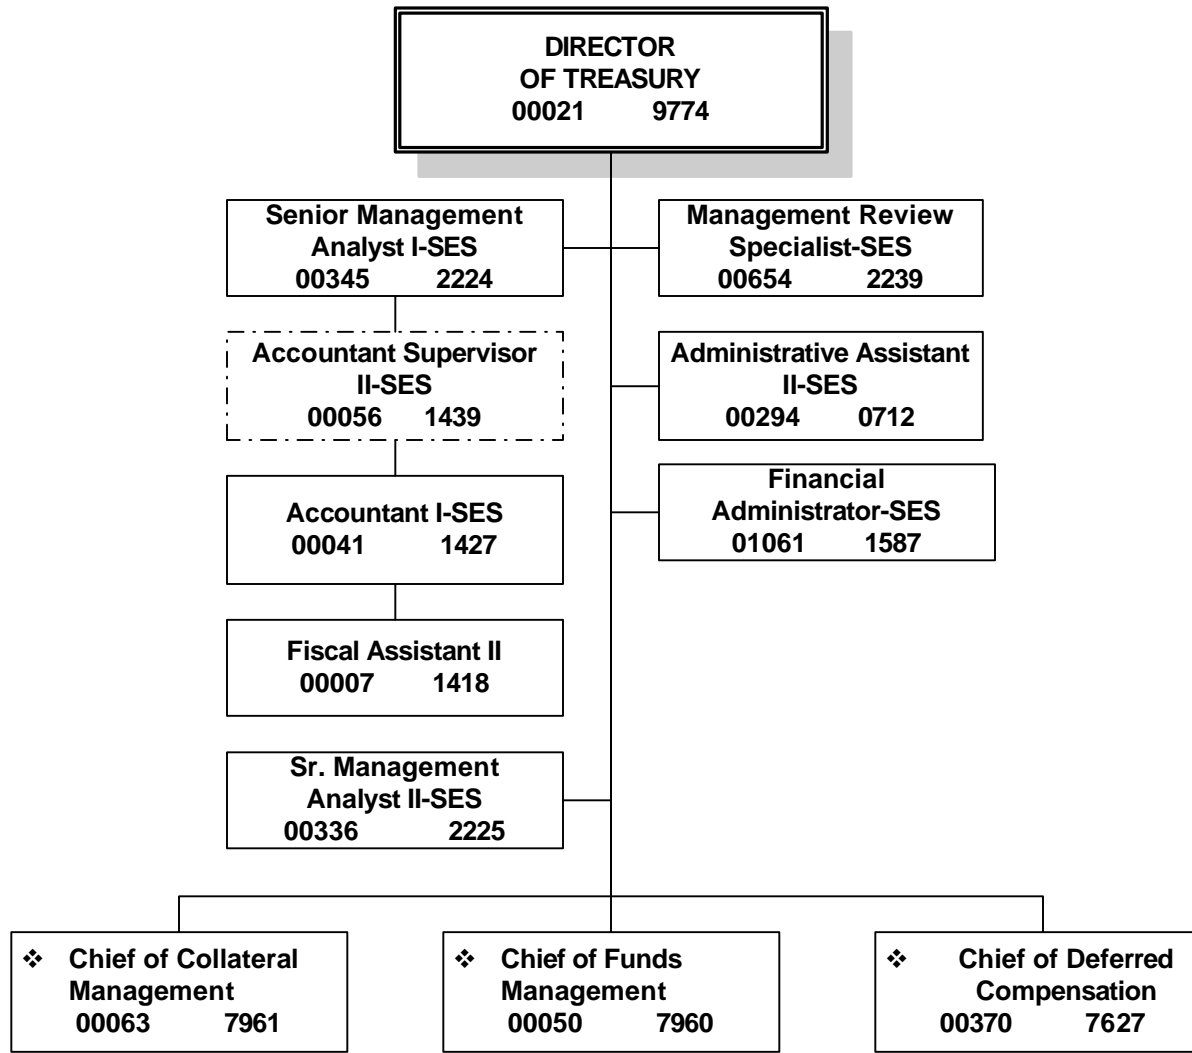 DIRECTOR
OF TREASURY
00021 9774
Senior Management
Analyst I-SES
00345 2224
Management Review
Specialist-SES
00654 2239
Accountant Supervisor
II-SES
00056 1439
Administrative Assistant
II-SES
00294 0712
Accountant I-SES
00041 1427
Financial
Administrator-SES
01061 1587
Fiscal Assistant II
00007 1418
Sr. Management
Analyst II-SES
00336 2225
❖ Chief of Collateral
Management
00063 7961
❖ Chief of Funds
Management
00050 7960
❖ Chief of Deferred
Compensation
00370 7627